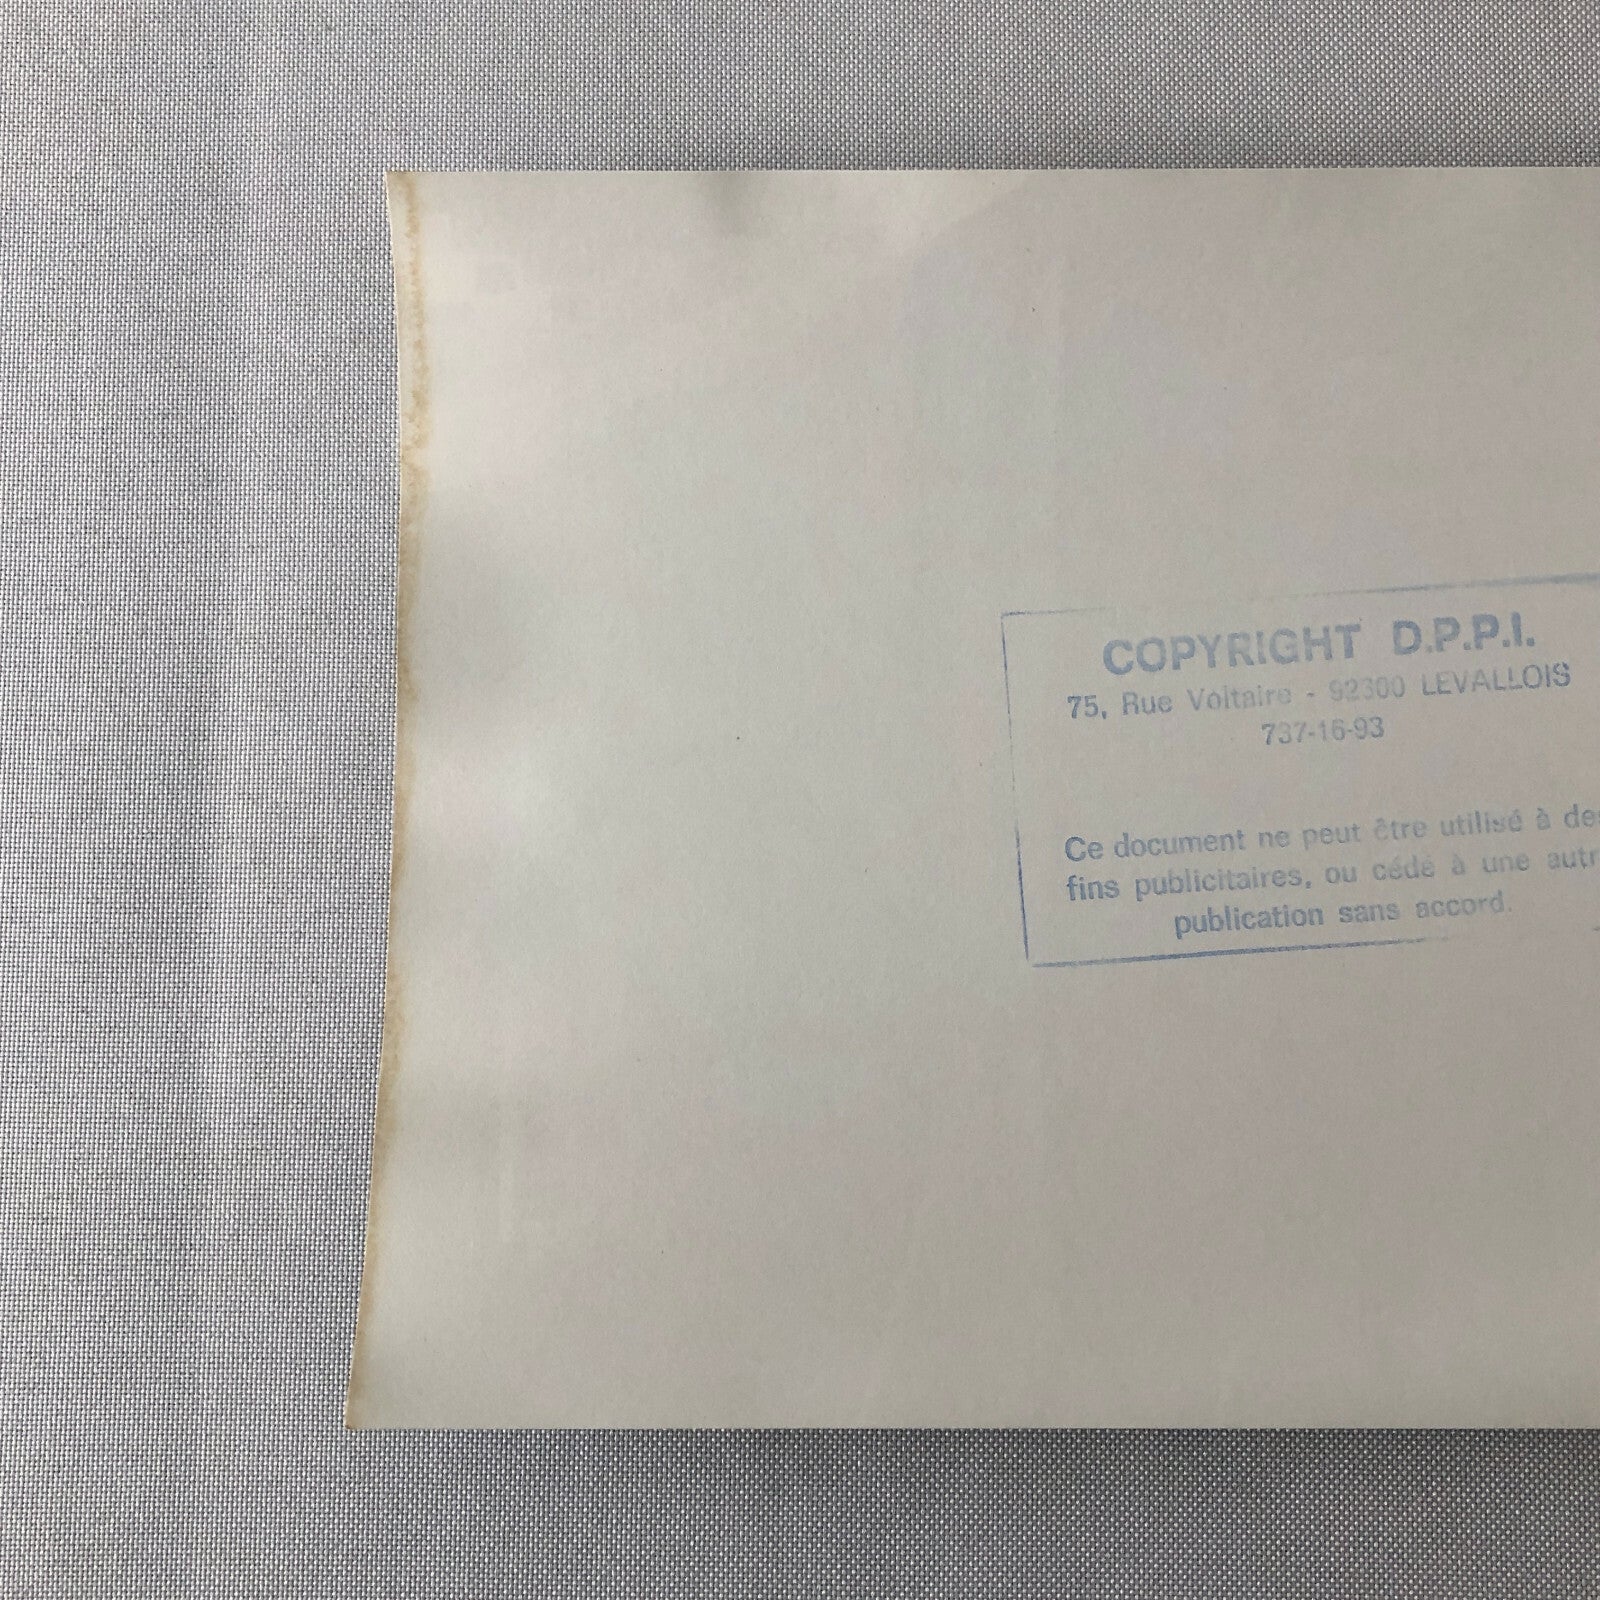 COPYRIGHT D.P.P.I.
75, Rue Voltaire - 92300 LEVALLOIS
737-16-93
Ce document ne peut être utilisé à des
fins publicitaires, ou cédé à une autr
publication sans accord.